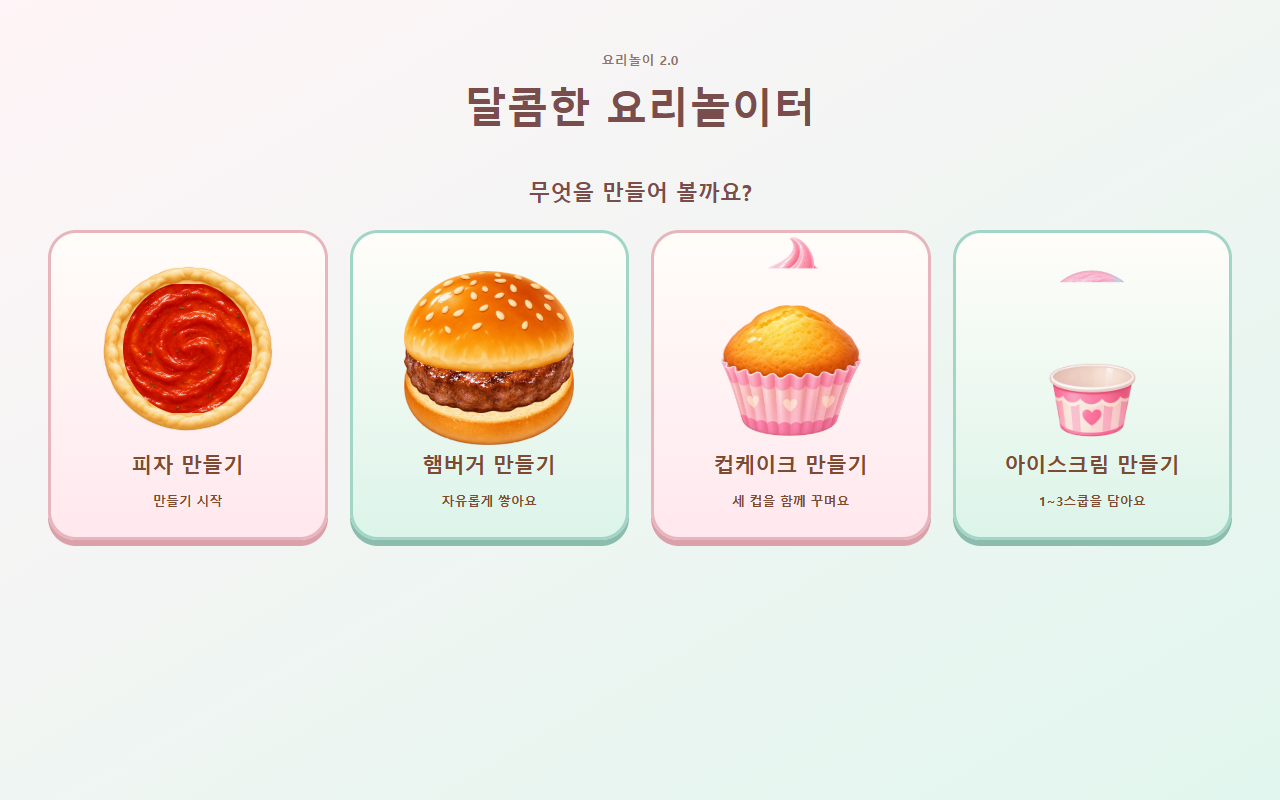 요리놀이 2.0
달콤한 요리놀이터
무엇을 만들어 볼까요?
피자 만들기
만들기 시작
햄버거 만들기
자유롭게 쌓아요
컵케이크 만들기
세 컵을 함께 꾸며요
아이스크림 만들기
1~3스쿱을 담아요